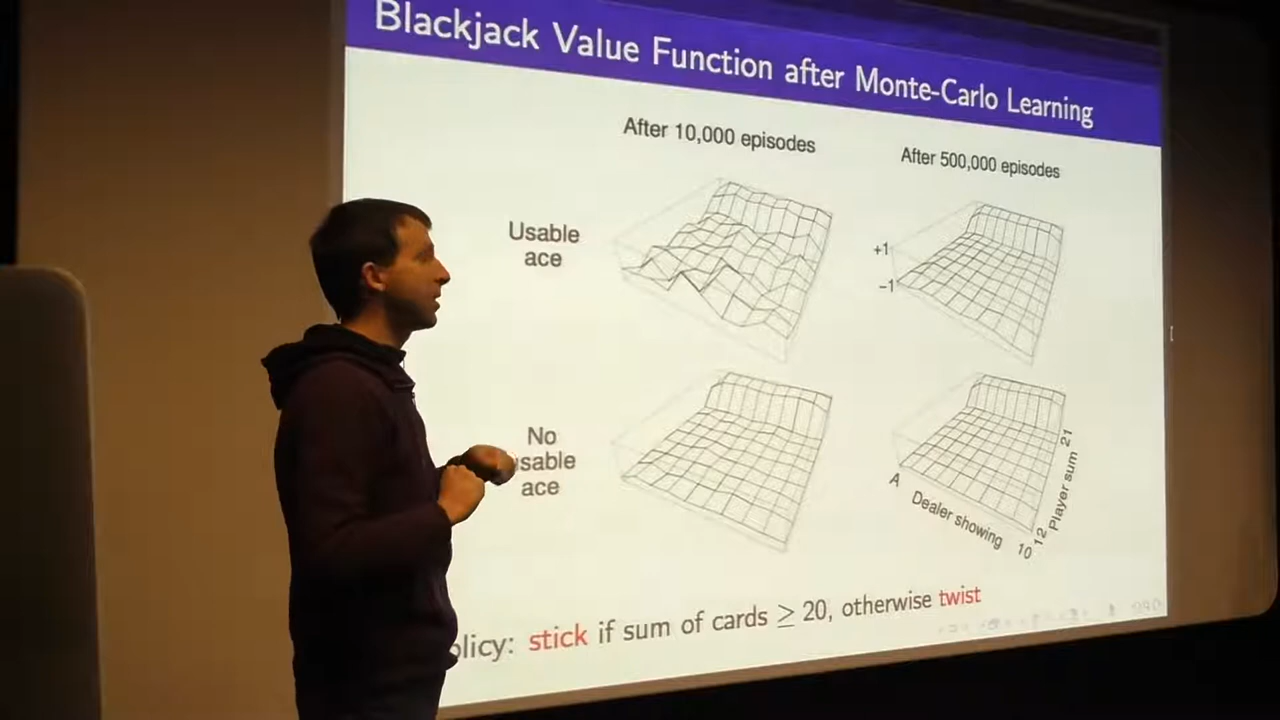 Blackjack Value Function after Monte-Carlo Learning
After 10,000 episodes
After 500,000 episodes
Usable
ace
+1
−1
No
usable
ace
A
Dealer showing
10
12
Player sum
21
olicy: stick if sum of cards ≥ 20, otherwise twist